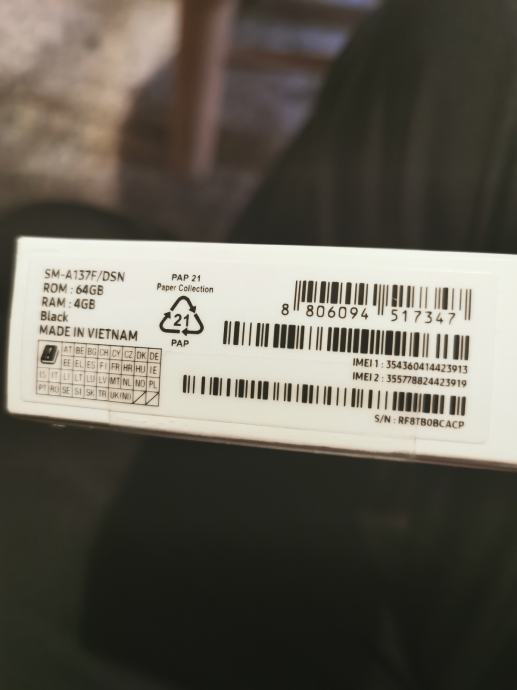 SM-A137F/DSN
ROM : 64GB
RAM : 4GB
Black
MADE IN VIETNAM
AT BE BG CH CY CZ DK DE
EE EL ES FI FR HR HU IE
IS IT LI LT LU LV MT NL NO PL
PT RO SE SI SK TR UK(NI)
PAP 21
Paper Collection
21
PAP
8 806094 517347
IMEI 1 : 354360414423913
IMEI 2 : 355778824423919
S/N : RF8TB0BCACP